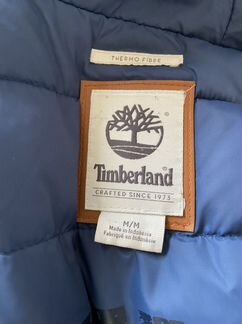 THERMO FIBRE
Timberland
CRAFTED SINCE 1973
M/M
Made in Indonesia
Fabriqué en Indonésie